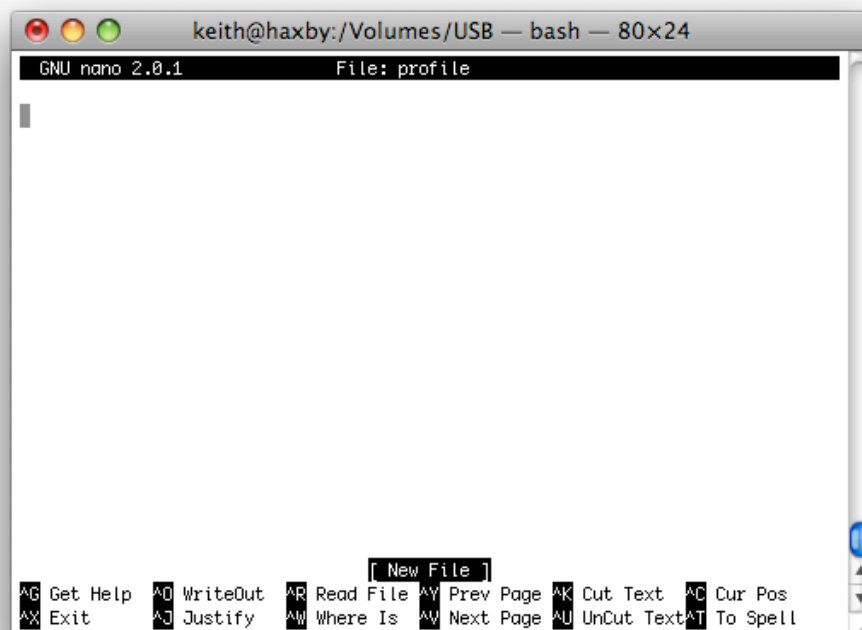 keith@haxby:/Volumes/USB — bash — 80×24
GNU nano 2.0.1 File: profile
[ New File ]
^G Get Help ^O WriteOut ^R Read File ^Y Prev Page ^K Cut Text ^C Cur Pos
^X Exit ^J Justify ^W Where Is ^V Next Page ^U UnCut Text ^T To Spell